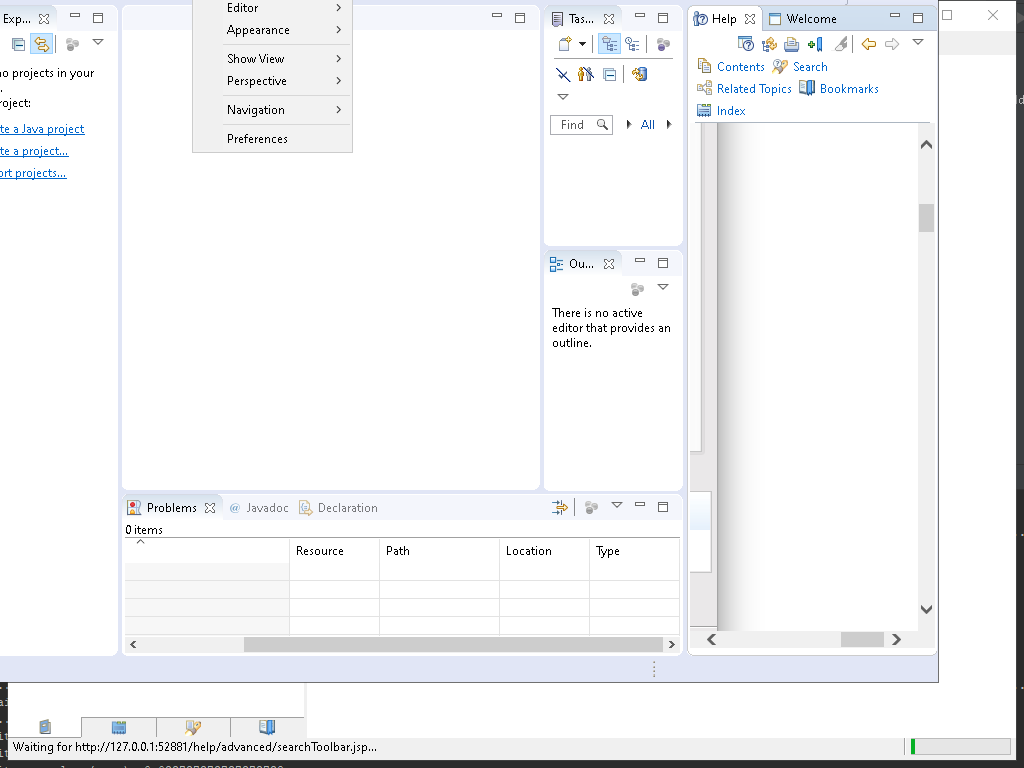 Exp...
no projects in your
.
roject:
te a Java project
te a project...
ort projects...
Editor
Appearance
Show View
Perspective
Navigation
Preferences
Tas...
Find
All
Ou...
There is no active
editor that provides an
outline.
Help
Welcome
Contents
Search
Related Topics
Bookmarks
Index
Problems
@ Javadoc
Declaration
0 items
Resource
Path
Location
Type
Waiting for http://127.0.0.1:52881/help/advanced/searchToolbar.jsp...